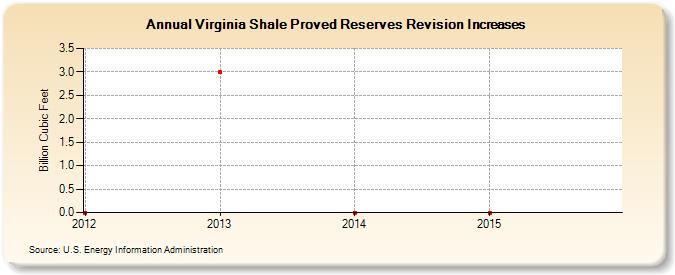 Annual Virginia Shale Proved Reserves Revision Increases
Billion Cubic Feet
3.5
3.0
2.5
2.0
1.5
1.0
0.5
0.0
2012 2013 2014 2015
Source: U.S. Energy Information Administration